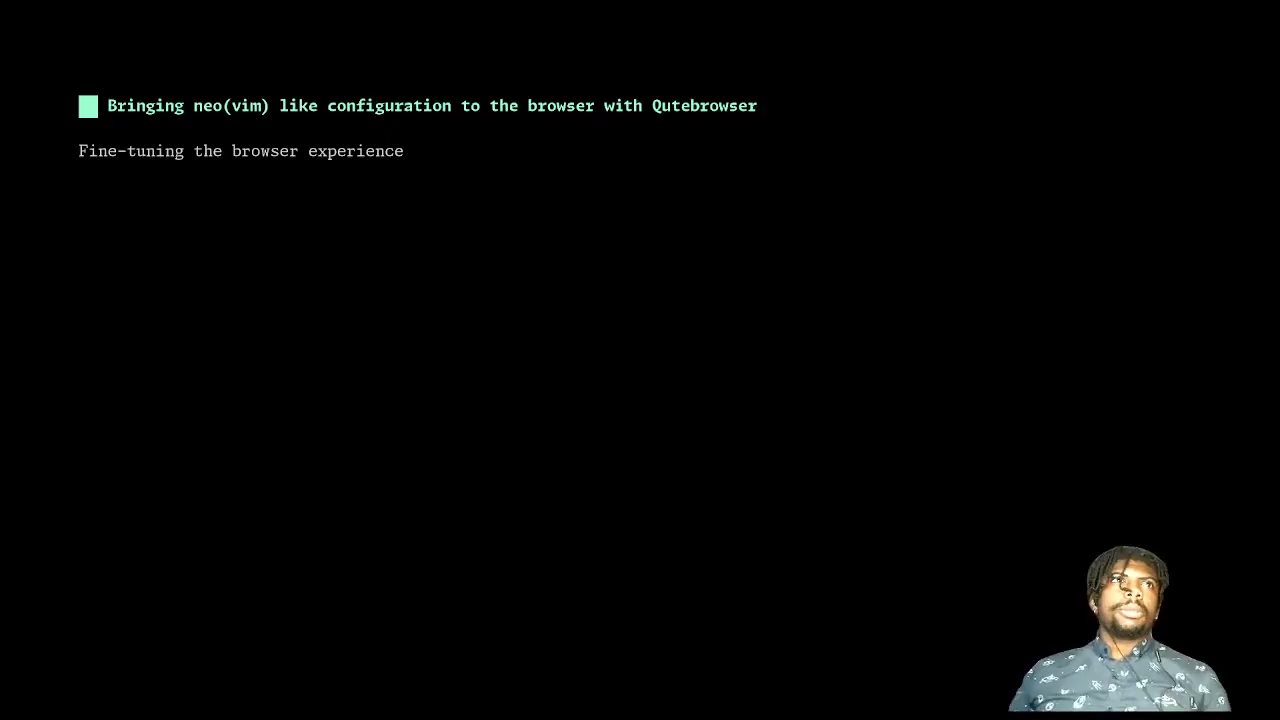 Bringing neo(vim) like configuration to the browser with Qutebrowser
Fine-tuning the browser experience